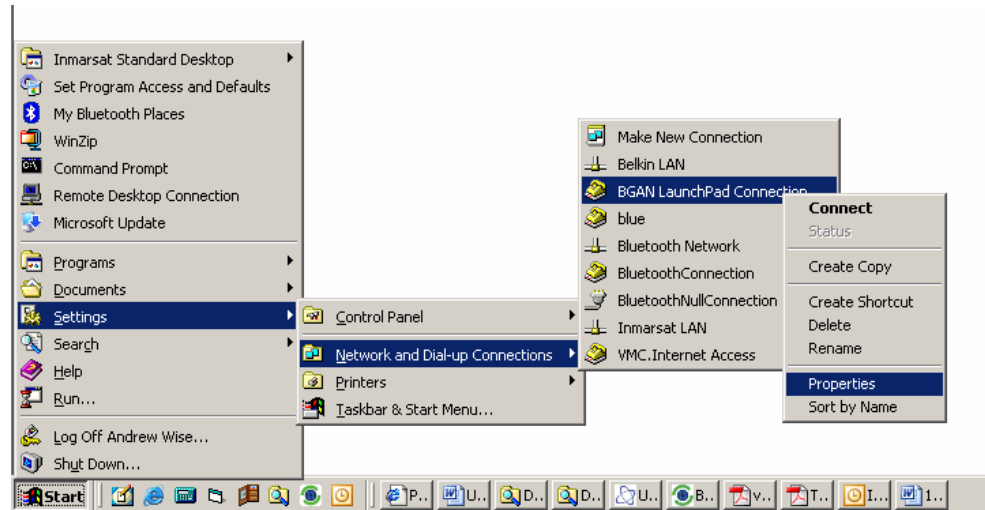 Inmarsat Standard Desktop
Set Program Access and Defaults
My Bluetooth Places
WinZip
Command Prompt
Remote Desktop Connection
Microsoft Update
Programs
Documents
Settings
Search
Help
Run...
Log Off Andrew Wise...
Shut Down...
Control Panel
Network and Dial-up Connections
Printers
Taskbar & Start Menu...
Make New Connection
Belkin LAN
BGAN LaunchPad Connection
blue
Bluetooth Network
BluetoothConnection
BluetoothNullConnection
Inmarsat LAN
VMC.Internet Access
Connect
Status
Create Copy
Create Shortcut
Delete
Rename
Properties
Sort by Name
Start P.. U.. D.. D.. U.. B.. v.. T.. I... 1..